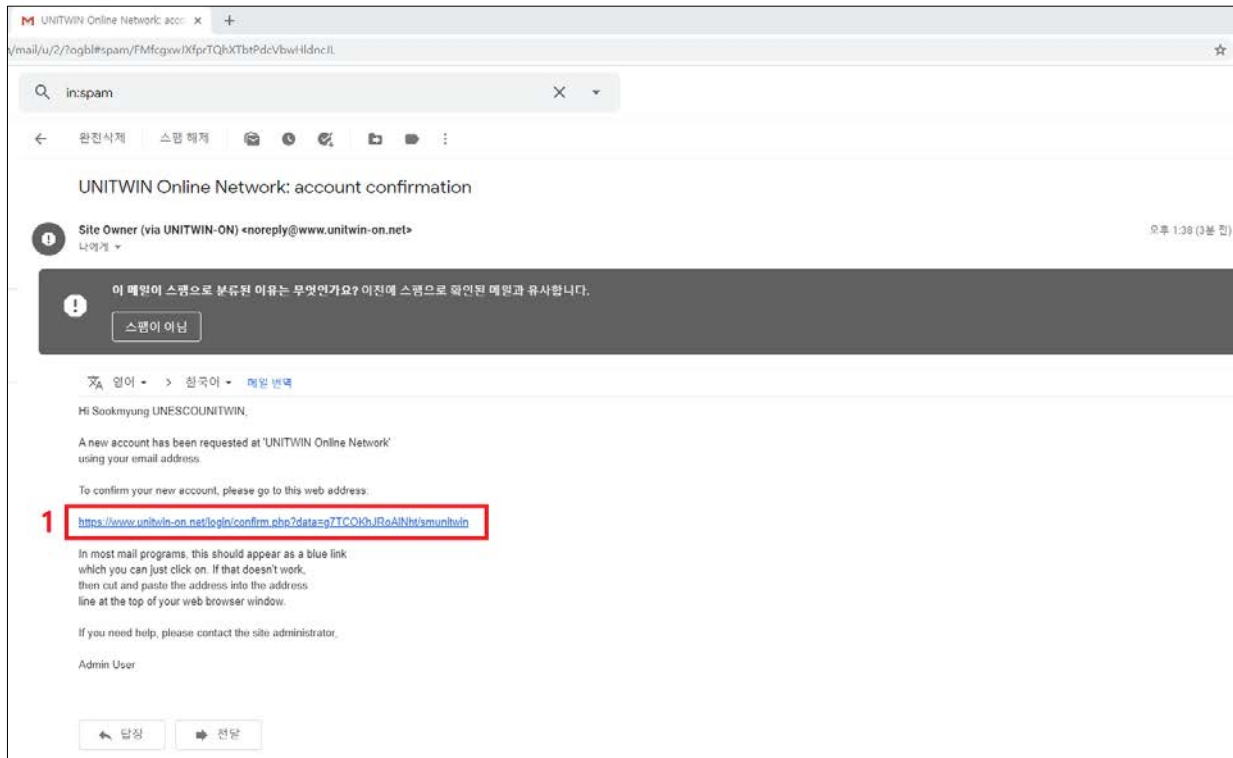 UNITWIN Online Network: acco
/mail/u/2/?ogbl#spam/FMfcgxwJXfprTQhXTbtPdcVbwHldncJL
in:spam
완전삭제 스팸 해제
UNITWIN Online Network: account confirmation
Site Owner (via UNITWIN-ON) <noreply@www.unitwin-on.net>
오후 1:38 (3분 전)
나에게
이 메일이 스팸으로 분류된 이유는 무엇인가요? 이전에 스팸으로 확인된 메일과 유사합니다.
스팸이 아님
영어 > 한국어 메일 번역
Hi Sookmyung UNESCOUNITWIN,
A new account has been requested at 'UNITWIN Online Network'
using your email address.
To confirm your new account, please go to this web address:
1
https://www.unitwin-on.net/login/confirm.php?data=g7TCOKhJRoAlNht/smunitwin
In most mail programs, this should appear as a blue link
which you can just click on. If that doesn't work,
then cut and paste the address into the address
line at the top of your web browser window.
If you need help, please contact the site administrator,
Admin User
답장
전달